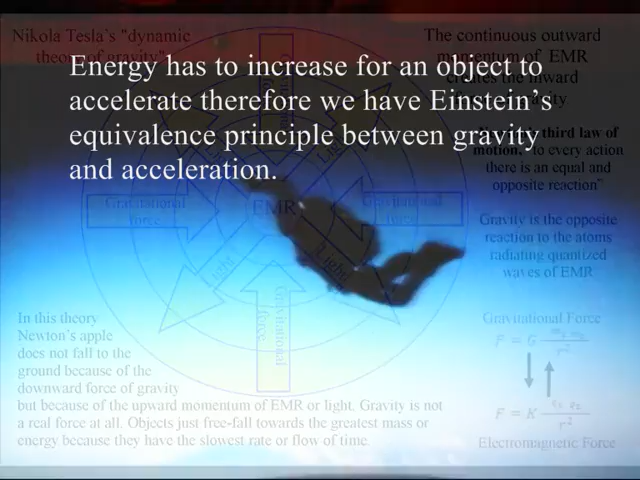 Nikola Tesla's "dynamic
theory of gravity"
The continuous outward
momentum of EMR
creates the inward
Energy has to increase for an object to
accelerate therefore we have Einstein's
equivalence principle between gravity
and acceleration.
third law of
motion, "to every action
there is an equal and
opposite reaction"
Gravitational
force
EMR
Gravitational
force
Light
Light
Light
Gravitational
force
Gravity is the opposite
reaction to the atoms
radiating quantized
waves of EMR
Gravitational Force
F = G m₁ m₂ / r²
F = K / r²
Electromagnetic Force
In this theory
Newton's apple
does not fall to the
ground because of the
downward force of gravity
but because of the upward momentum of EMR or light. Gravity is not
a real force at all. Objects just free-fall towards the greatest mass or
energy because they have the slowest rate or flow of time.